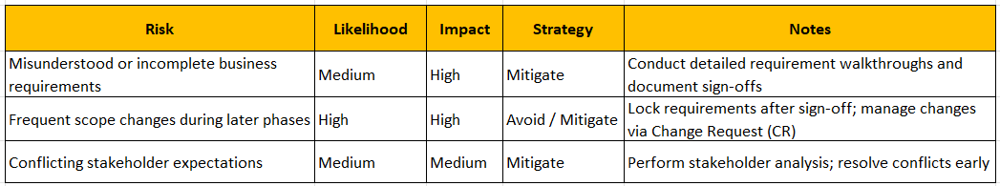 Risk Likelihood Impact Strategy Notes
Misunderstood or incomplete business
requirements Medium High Mitigate Conduct detailed requirement walkthroughs and
document sign-offs
Frequent scope changes during later phases High High Avoid / Mitigate Lock requirements after sign-off; manage changes
via Change Request (CR)
Conflicting stakeholder expectations Medium Medium Mitigate Perform stakeholder analysis; resolve conflicts early